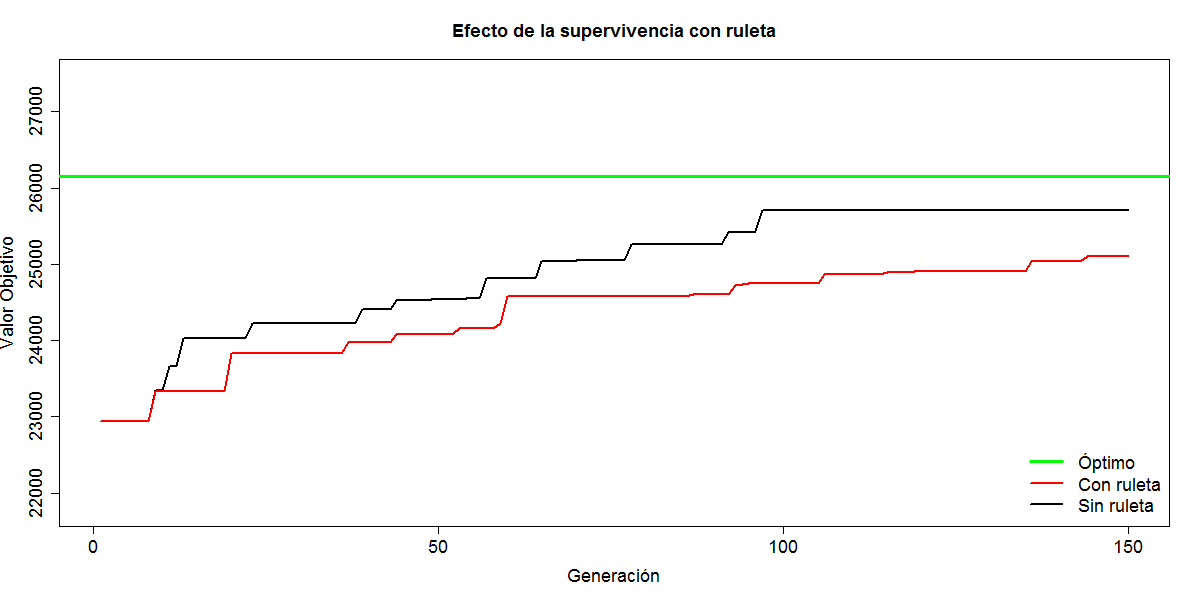 Efecto de la supervivencia con ruleta
Valor Objetivo
27000
26000
25000
24000
23000
22000
Óptimo
Con ruleta
Sin ruleta
0
50
100
150
Generación